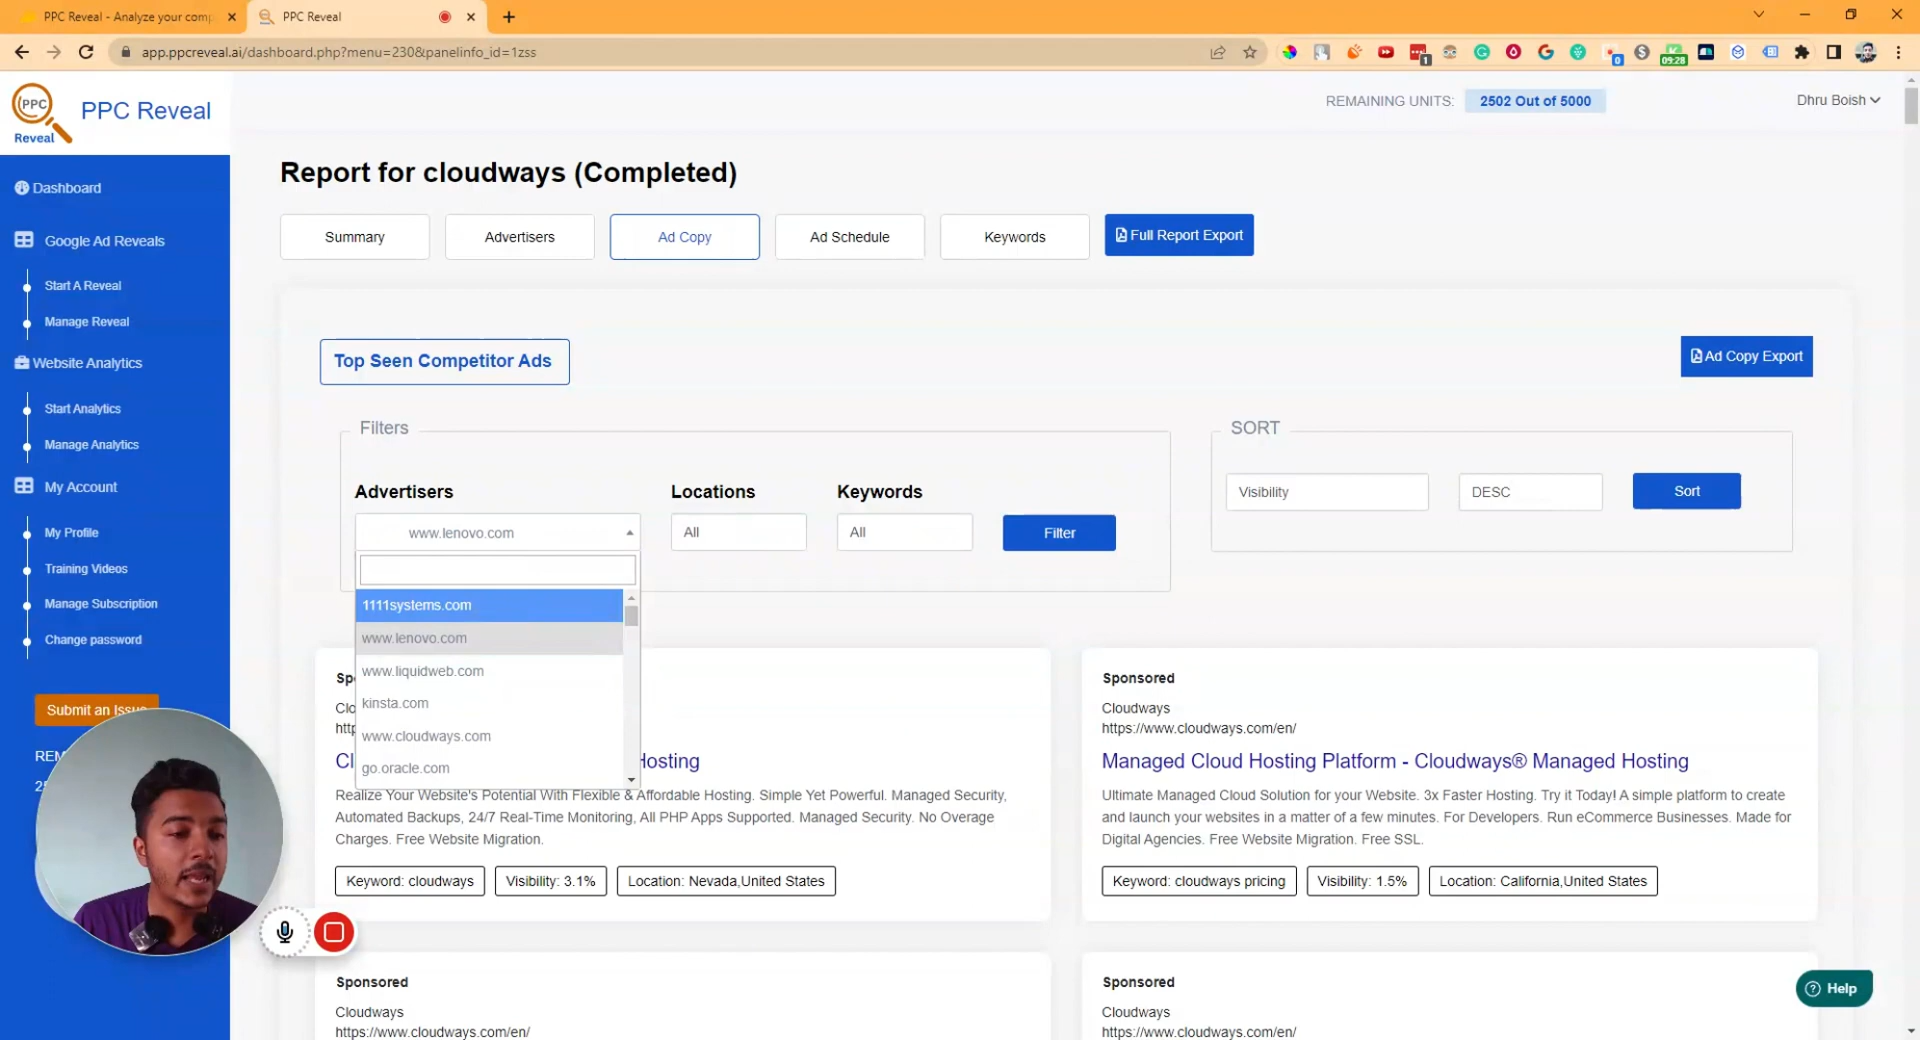 PPC Reveal - Analyze your comp
PPC Reveal
app.ppcreveal.ai/dashboard.php?menu=230&panelinfo_id=1zss
1
0
09:28
PPC
Reveal
PPC Reveal
REMAINING UNITS:
2502 Out of 5000
Dhru Boish
Dashboard
Google Ad Reveals
Start A Reveal
Manage Reveal
Website Analytics
Start Analytics
Manage Analytics
My Account
My Profile
Training Videos
Manage Subscription
Change password
Submit an Issue
REM
25
Report for cloudways (Completed)
Summary
Advertisers
Ad Copy
Ad Schedule
Keywords
Full Report Export
Top Seen Competitor Ads
Ad Copy Export
Filters
Advertisers
Locations
Keywords
www.lenovo.com
All
All
Filter
SORT
Visibility
DESC
Sort
1111systems.com
www.lenovo.com
www.liquidweb.com
kinsta.com
www.cloudways.com
go.oracle.com
Sp
Clo
htt
Cl
Hosting
Realize Your Website's Potential With Flexible & Affordable Hosting. Simple Yet Powerful. Managed Security,
Automated Backups, 24/7 Real-Time Monitoring, All PHP Apps Supported. Managed Security. No Overage
Charges. Free Website Migration.
Keyword: cloudways
Visibility: 3.1%
Location: Nevada,United States
Sponsored
Cloudways
https://www.cloudways.com/en/
Managed Cloud Hosting Platform - Cloudways® Managed Hosting
Ultimate Managed Cloud Solution for your Website. 3x Faster Hosting. Try it Today! A simple platform to create
and launch your websites in a matter of a few minutes. For Developers. Run eCommerce Businesses. Made for
Digital Agencies. Free Website Migration. Free SSL.
Keyword: cloudways pricing
Visibility: 1.5%
Location: California,United States
Sponsored
Cloudways
https://www.cloudways.com/en/
Sponsored
Cloudways
https://www.cloudways.com/en/
Help